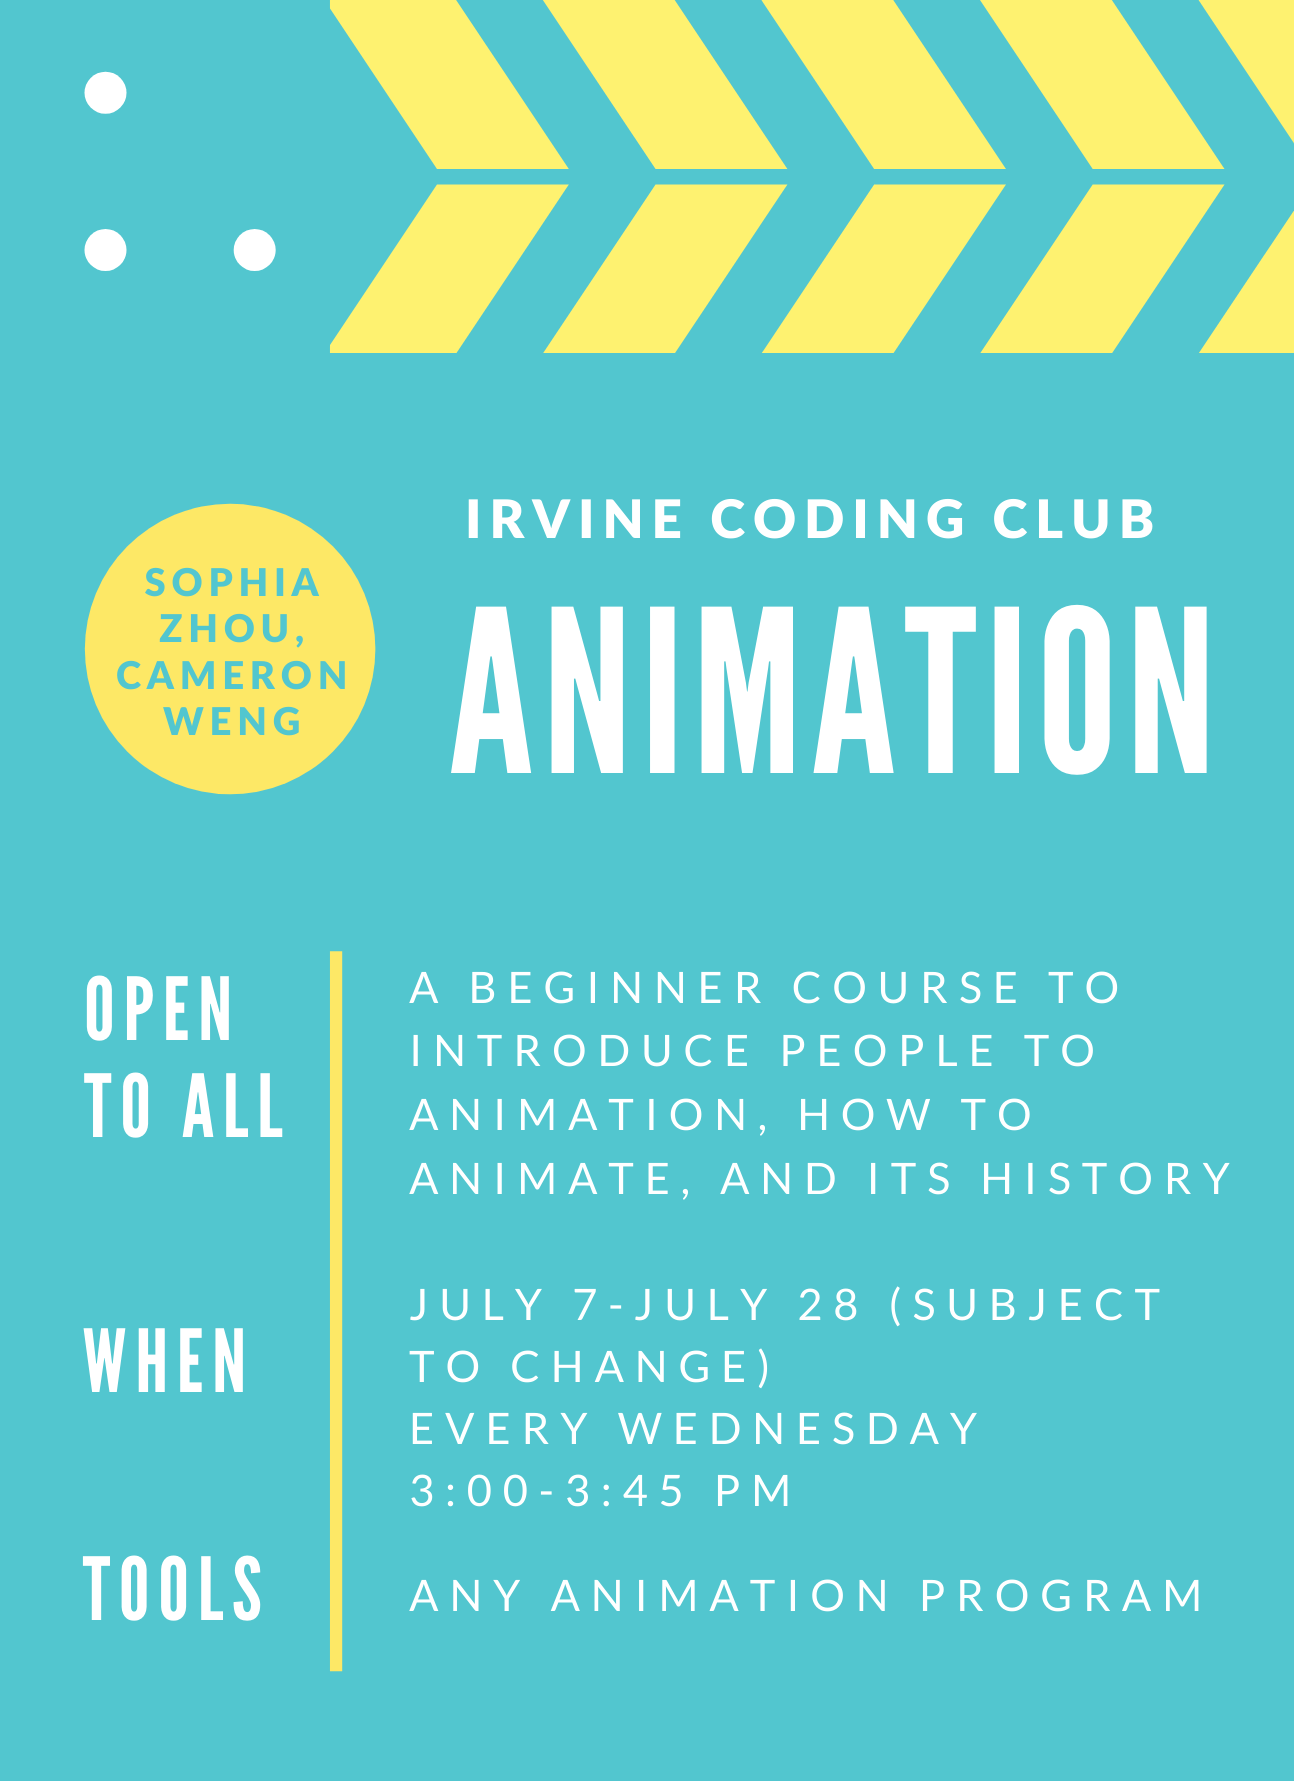 IRVINE CODING CLUB
SOPHIA
ZHOU,
CAMERON
WENG
ANIMATION
OPEN
TO ALL
A BEGINNER COURSE TO
INTRODUCE PEOPLE TO
ANIMATION, HOW TO
ANIMATE, AND ITS HISTORY
WHEN
JULY 7-JULY 28 (SUBJECT
TO CHANGE)
EVERY WEDNESDAY
3:00-3:45 PM
TOOLS
ANY ANIMATION PROGRAM